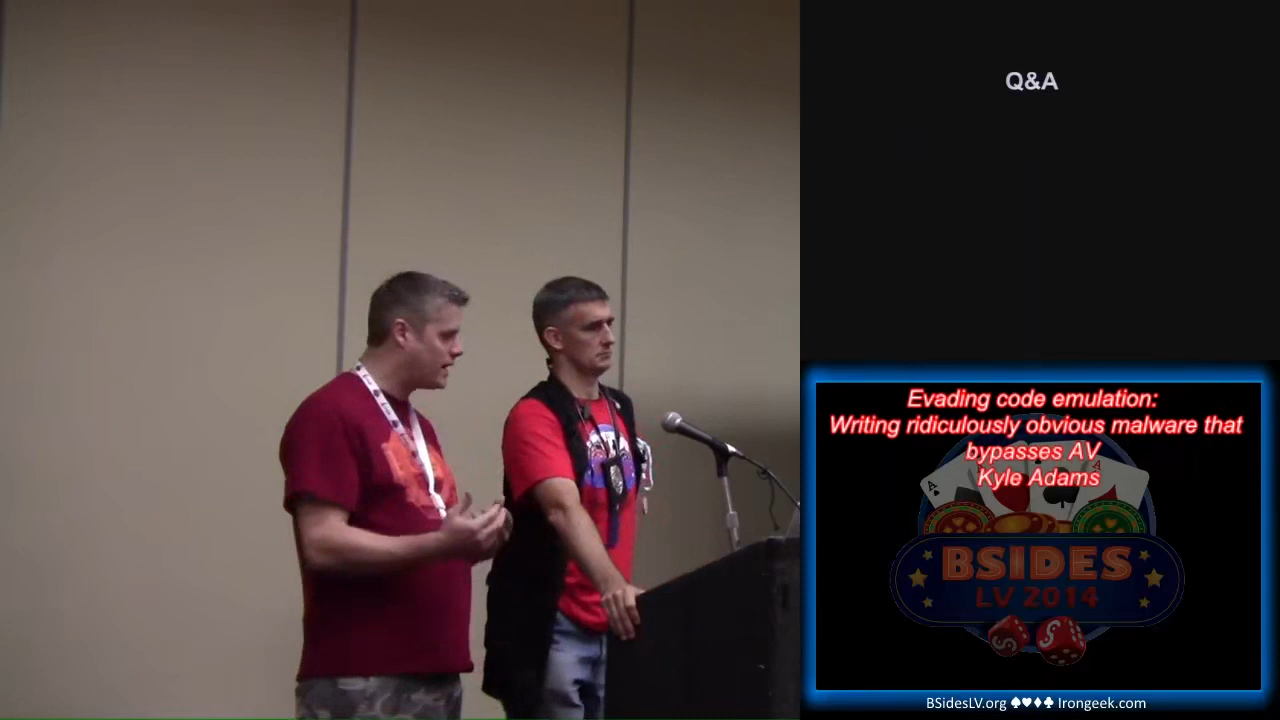 Q&A
Evading code emulation:
Writing ridiculously obvious malware that
bypasses AV
Kyle Adams
BSIDES
LV 2014
BSidesLV.org ♠♥♦♣ Irongeek.com